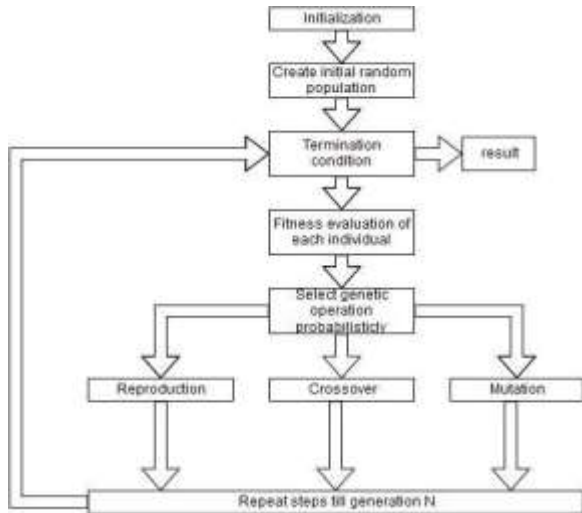 Initialization
Create initial random
population
Termination
condition
result
Fitness evaluation of
each individual
Select genetic
operation
probabilisticly
Reproduction
Crossover
Mutation
Repeat steps till generation N